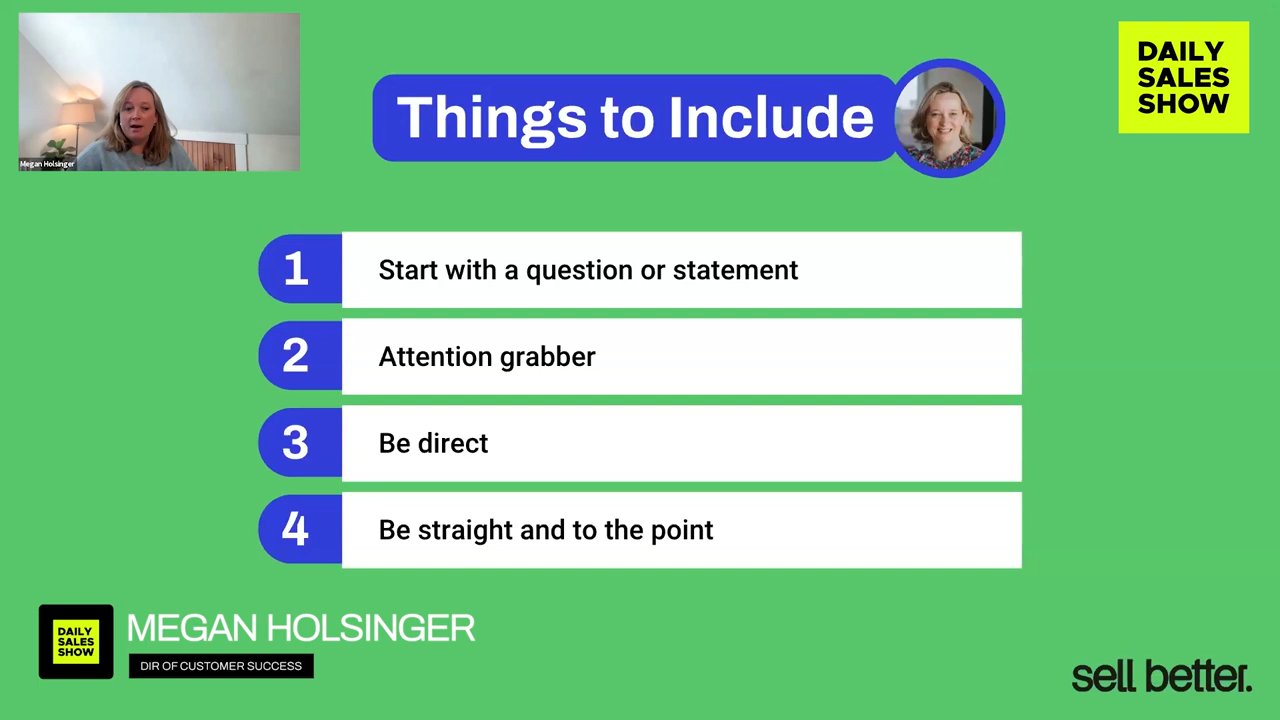 Megan Holsinger
Things to Include
DAILY
SALES
SHOW
1
Start with a question or statement
2
Attention grabber
3
Be direct
4
Be straight and to the point
DAILY
SALES
SHOW
MEGAN HOLSINGER
DIR OF CUSTOMER SUCCESS
sell better.